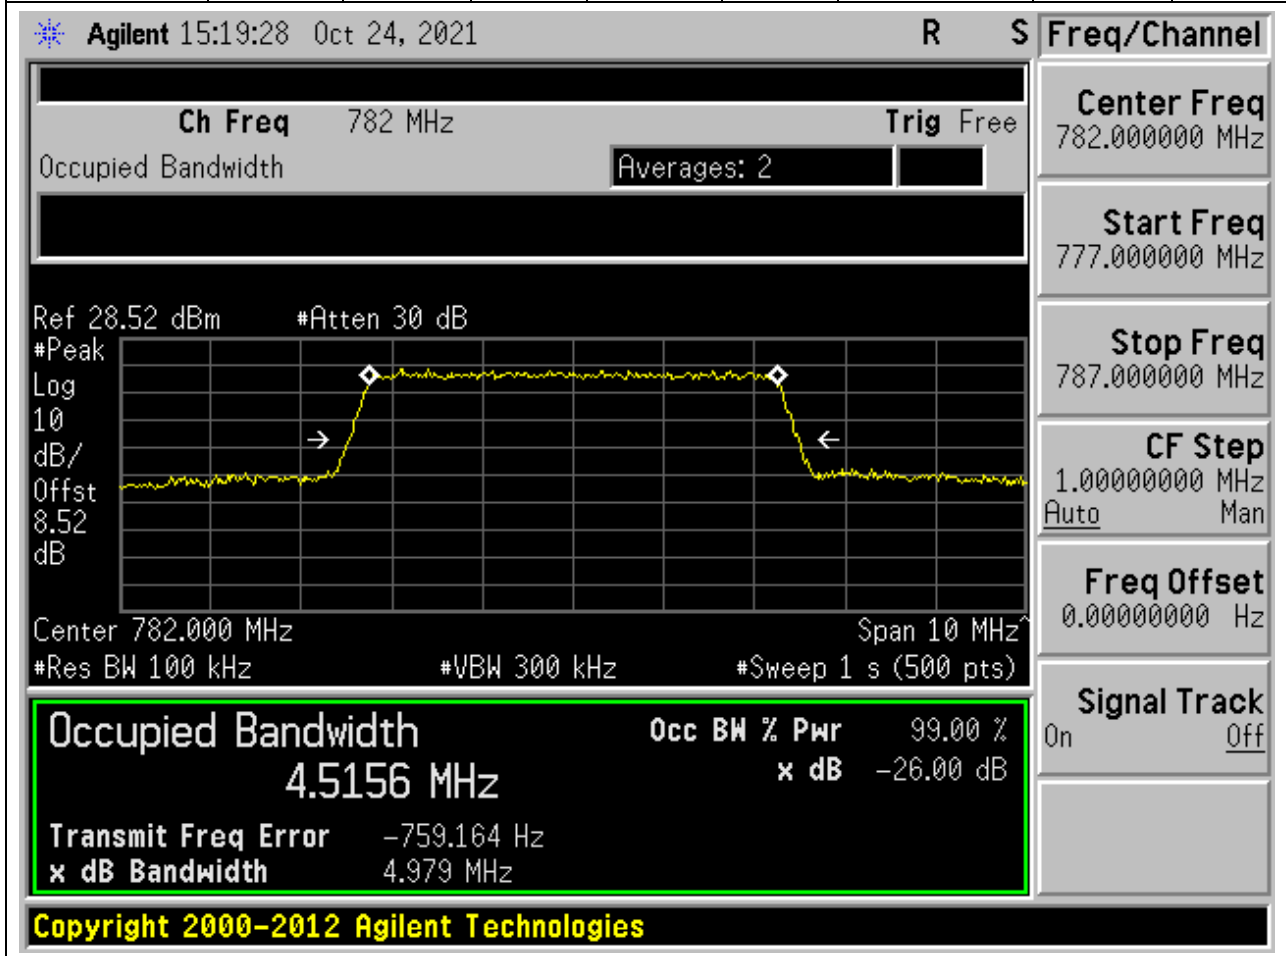 Agilent 15:19:28 Oct 24, 2021 R S Freq/Channel
Ch Freq 782 MHz Trig Free
Occupied Bandwidth Averages: 2
Ref 28.52 dBm #Atten 30 dB
#Peak
Log
10
dB/
Offst
8.52
dB
Center 782.000 MHz Span 10 MHz^
#Res BW 100 kHz #VBW 300 kHz #Sweep 1 s (500 pts)
Occupied Bandwidth Occ BW % Pwr 99.00 %
4.5156 MHz x dB -26.00 dB
Transmit Freq Error -759.164 Hz
x dB Bandwidth 4.979 MHz
Copyright 2000-2012 Agilent Technologies
Center Freq
782.000000 MHz
Start Freq
777.000000 MHz
Stop Freq
787.000000 MHz
CF Step
1.00000000 MHz
Auto Man
Freq Offset
0.00000000 Hz
Signal Track
On Off